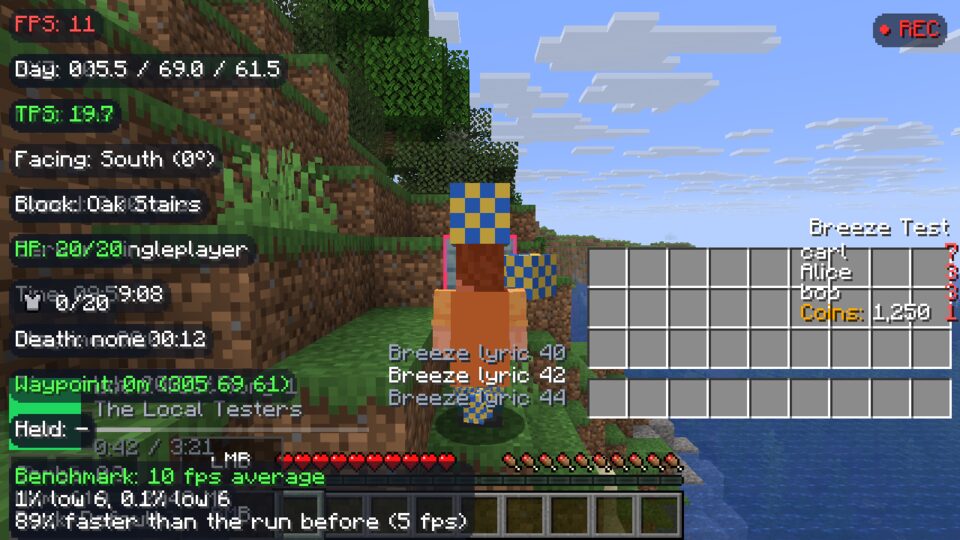 FPS: 11
REC
Day: 005.5 / 69.0 / 61.5
TPS: 19.7
Facing: South (0°)
Block: Oak Stairs
HP: 20/20 ingleplayer
Breeze Test
carl 7
Alice 3
bob 3
Coins: 1,250 1
Time: 9:08
0/20
Death: none 00:12
Breeze lyric 40
Breeze lyric 42
Breeze lyric 44
Waypoint: 0m (305 69 61)
The Local Testers
Held: —
0:42 / 3:21
LMB
Benchmark: 10 fps average
1% low 6, 0.1% low 6
89% faster than the run before (5 fps)